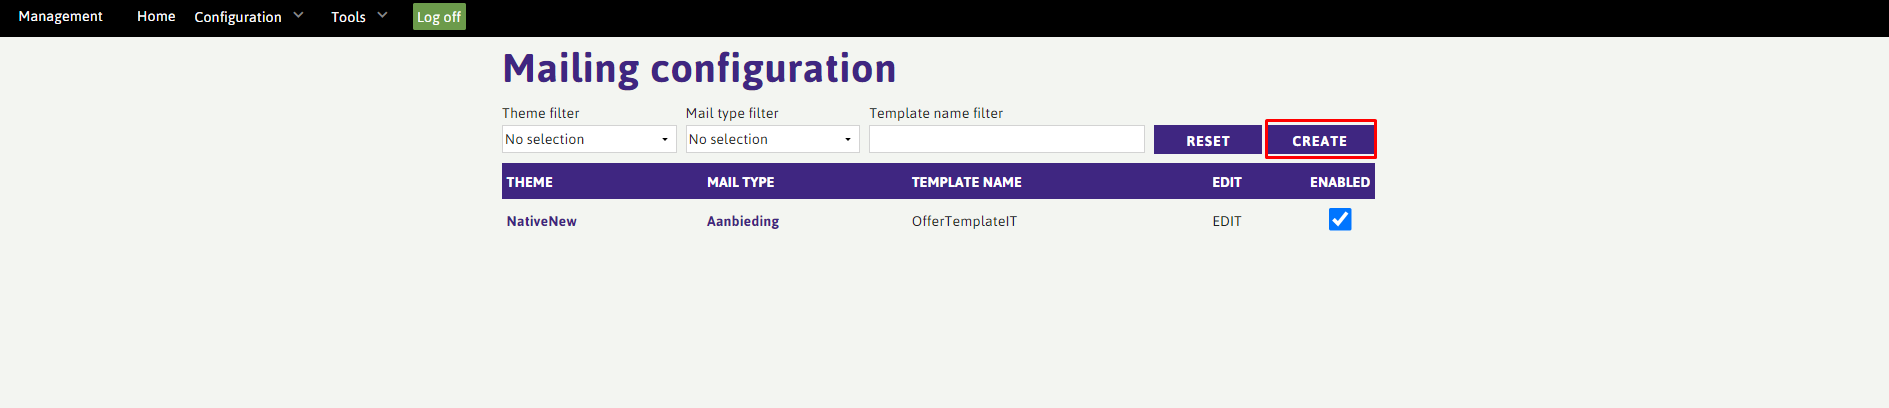 Management Home Configuration Tools Log off
Mailing configuration
Theme filter Mail type filter Template name filter
No selection No selection RESET CREATE
THEME MAIL TYPE TEMPLATE NAME EDIT ENABLED
NativeNew Aanbieding OfferTemplateIT EDIT